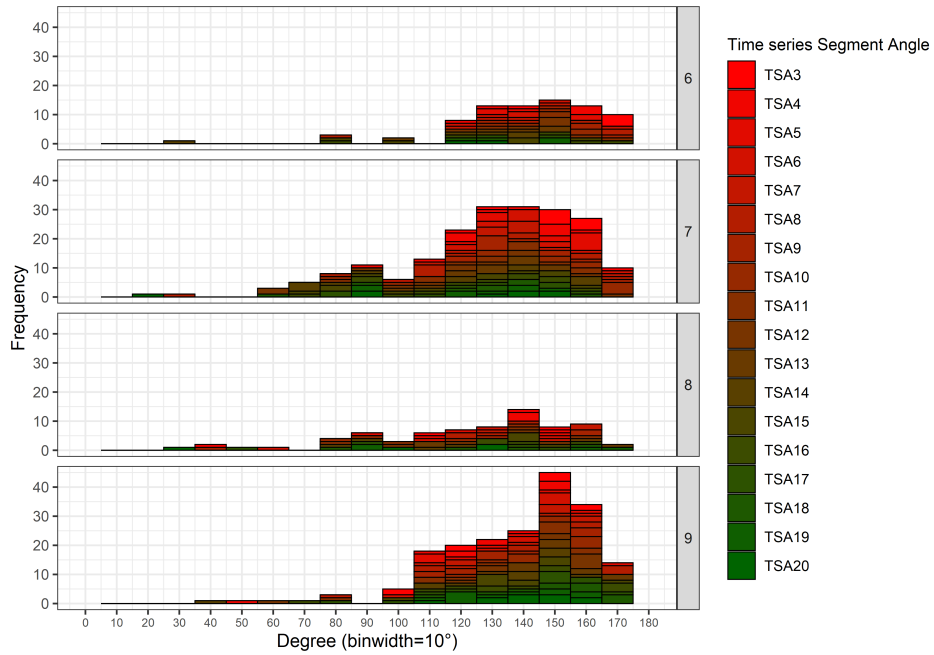 Time series Segment Angle
TSA3
TSA4
TSA5
TSA6
TSA7
TSA8
TSA9
TSA10
TSA11
TSA12
TSA13
TSA14
TSA15
TSA16
TSA17
TSA18
TSA19
TSA20
Frequency
40
30
20
10
0
6
40
30
20
10
0
7
40
30
20
10
0
8
40
30
20
10
0
9
0 10 20 30 40 50 60 70 80 90 100 110 120 130 140 150 160 170 180
Degree (binwidth=10°)